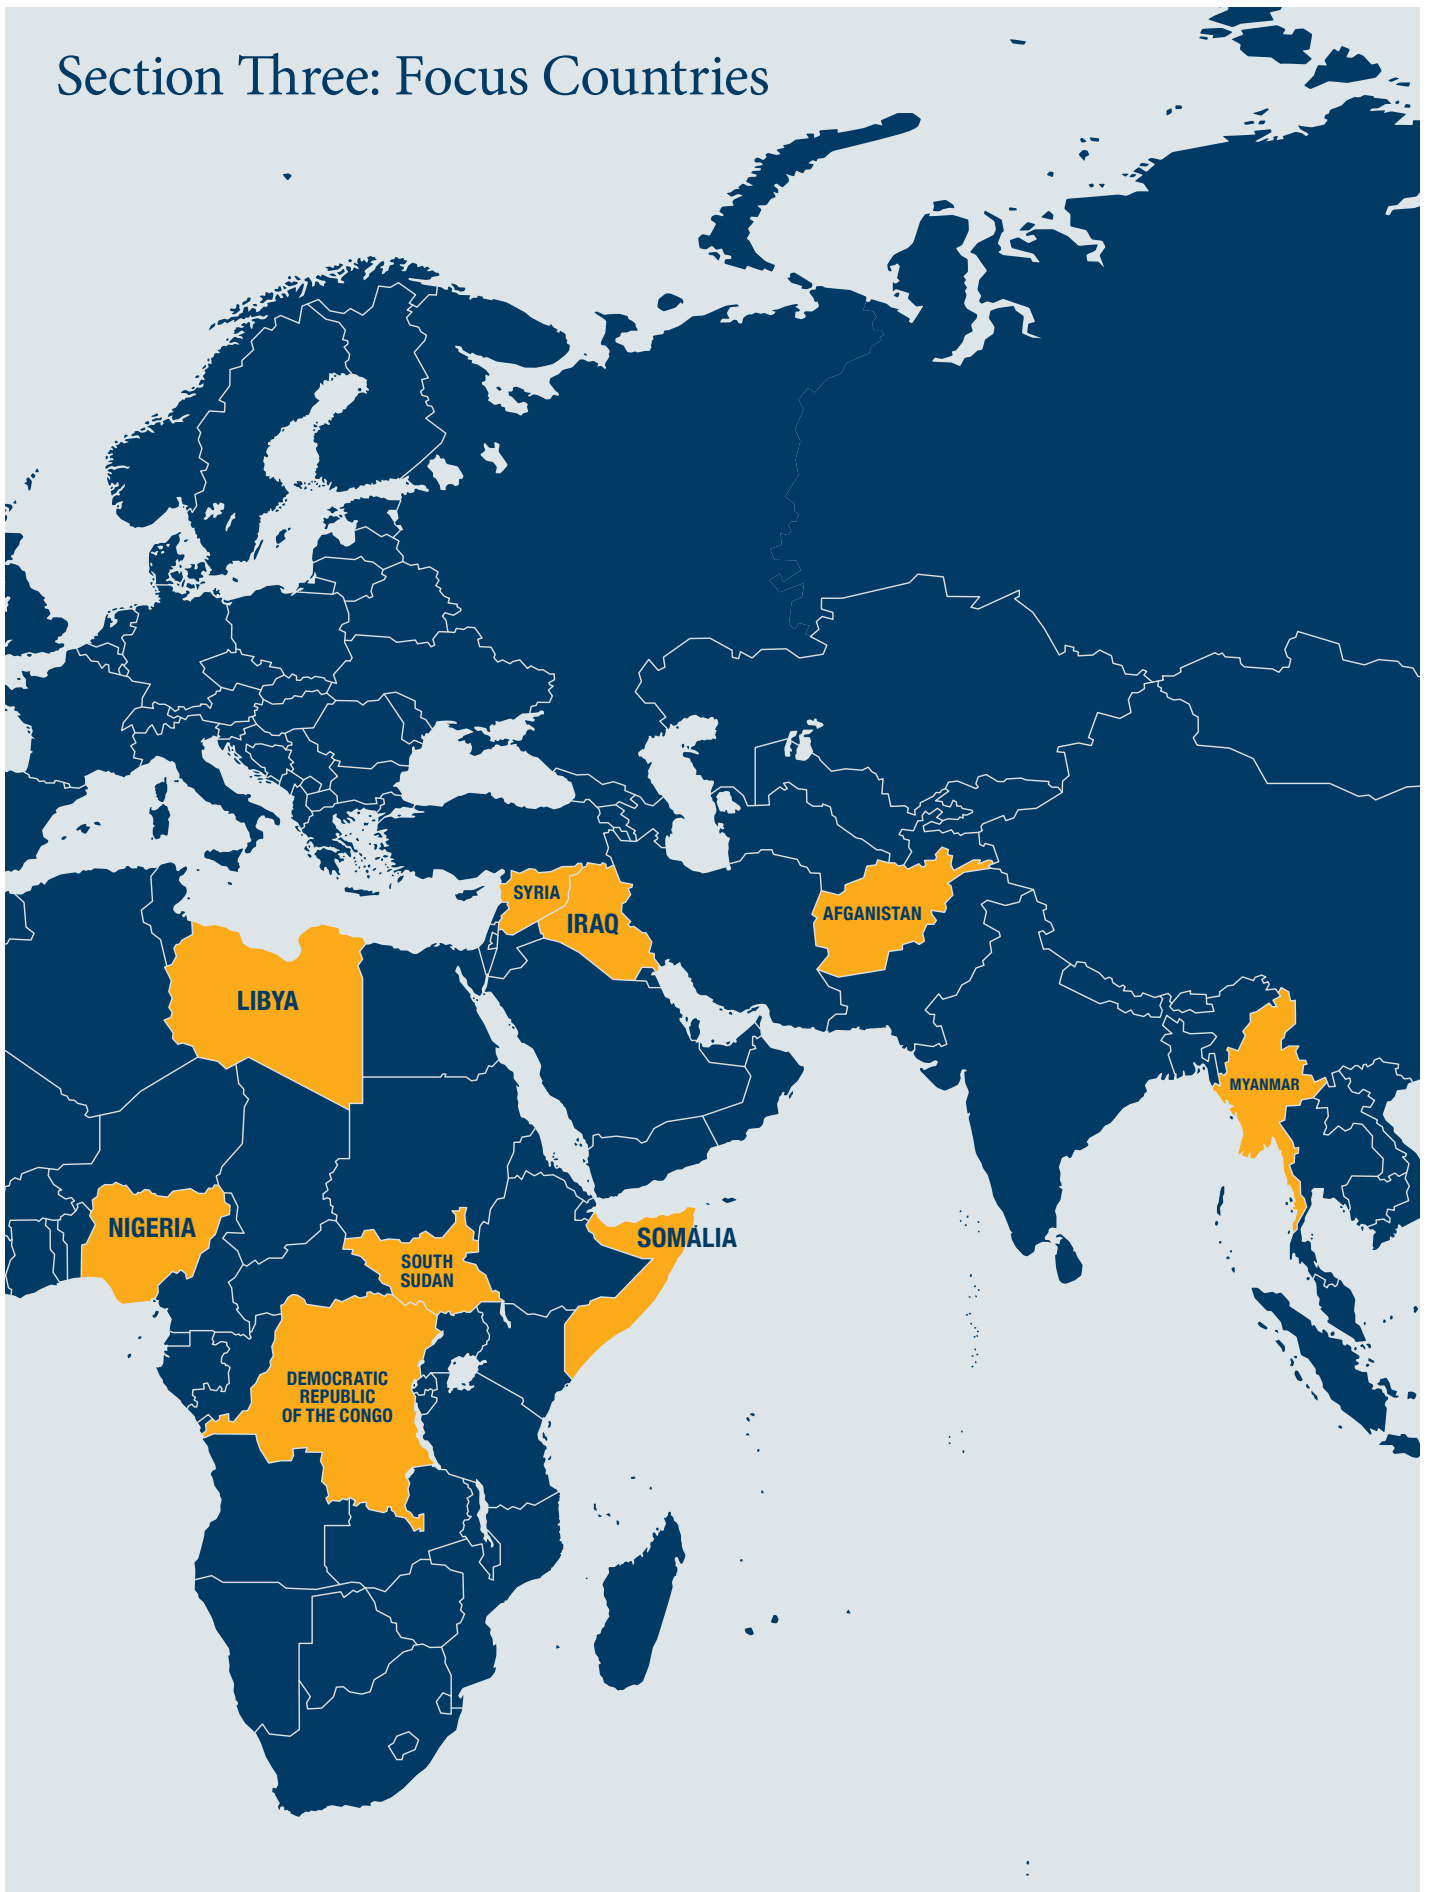 Section Three: Focus Countries
SYRIA
IRAQ
AFGANISTAN
LIBYA
MYANMAR
NIGERIA
SOMALIA
SOUTH
SUDAN
DEMOCRATIC
REPUBLIC
OF THE CONGO